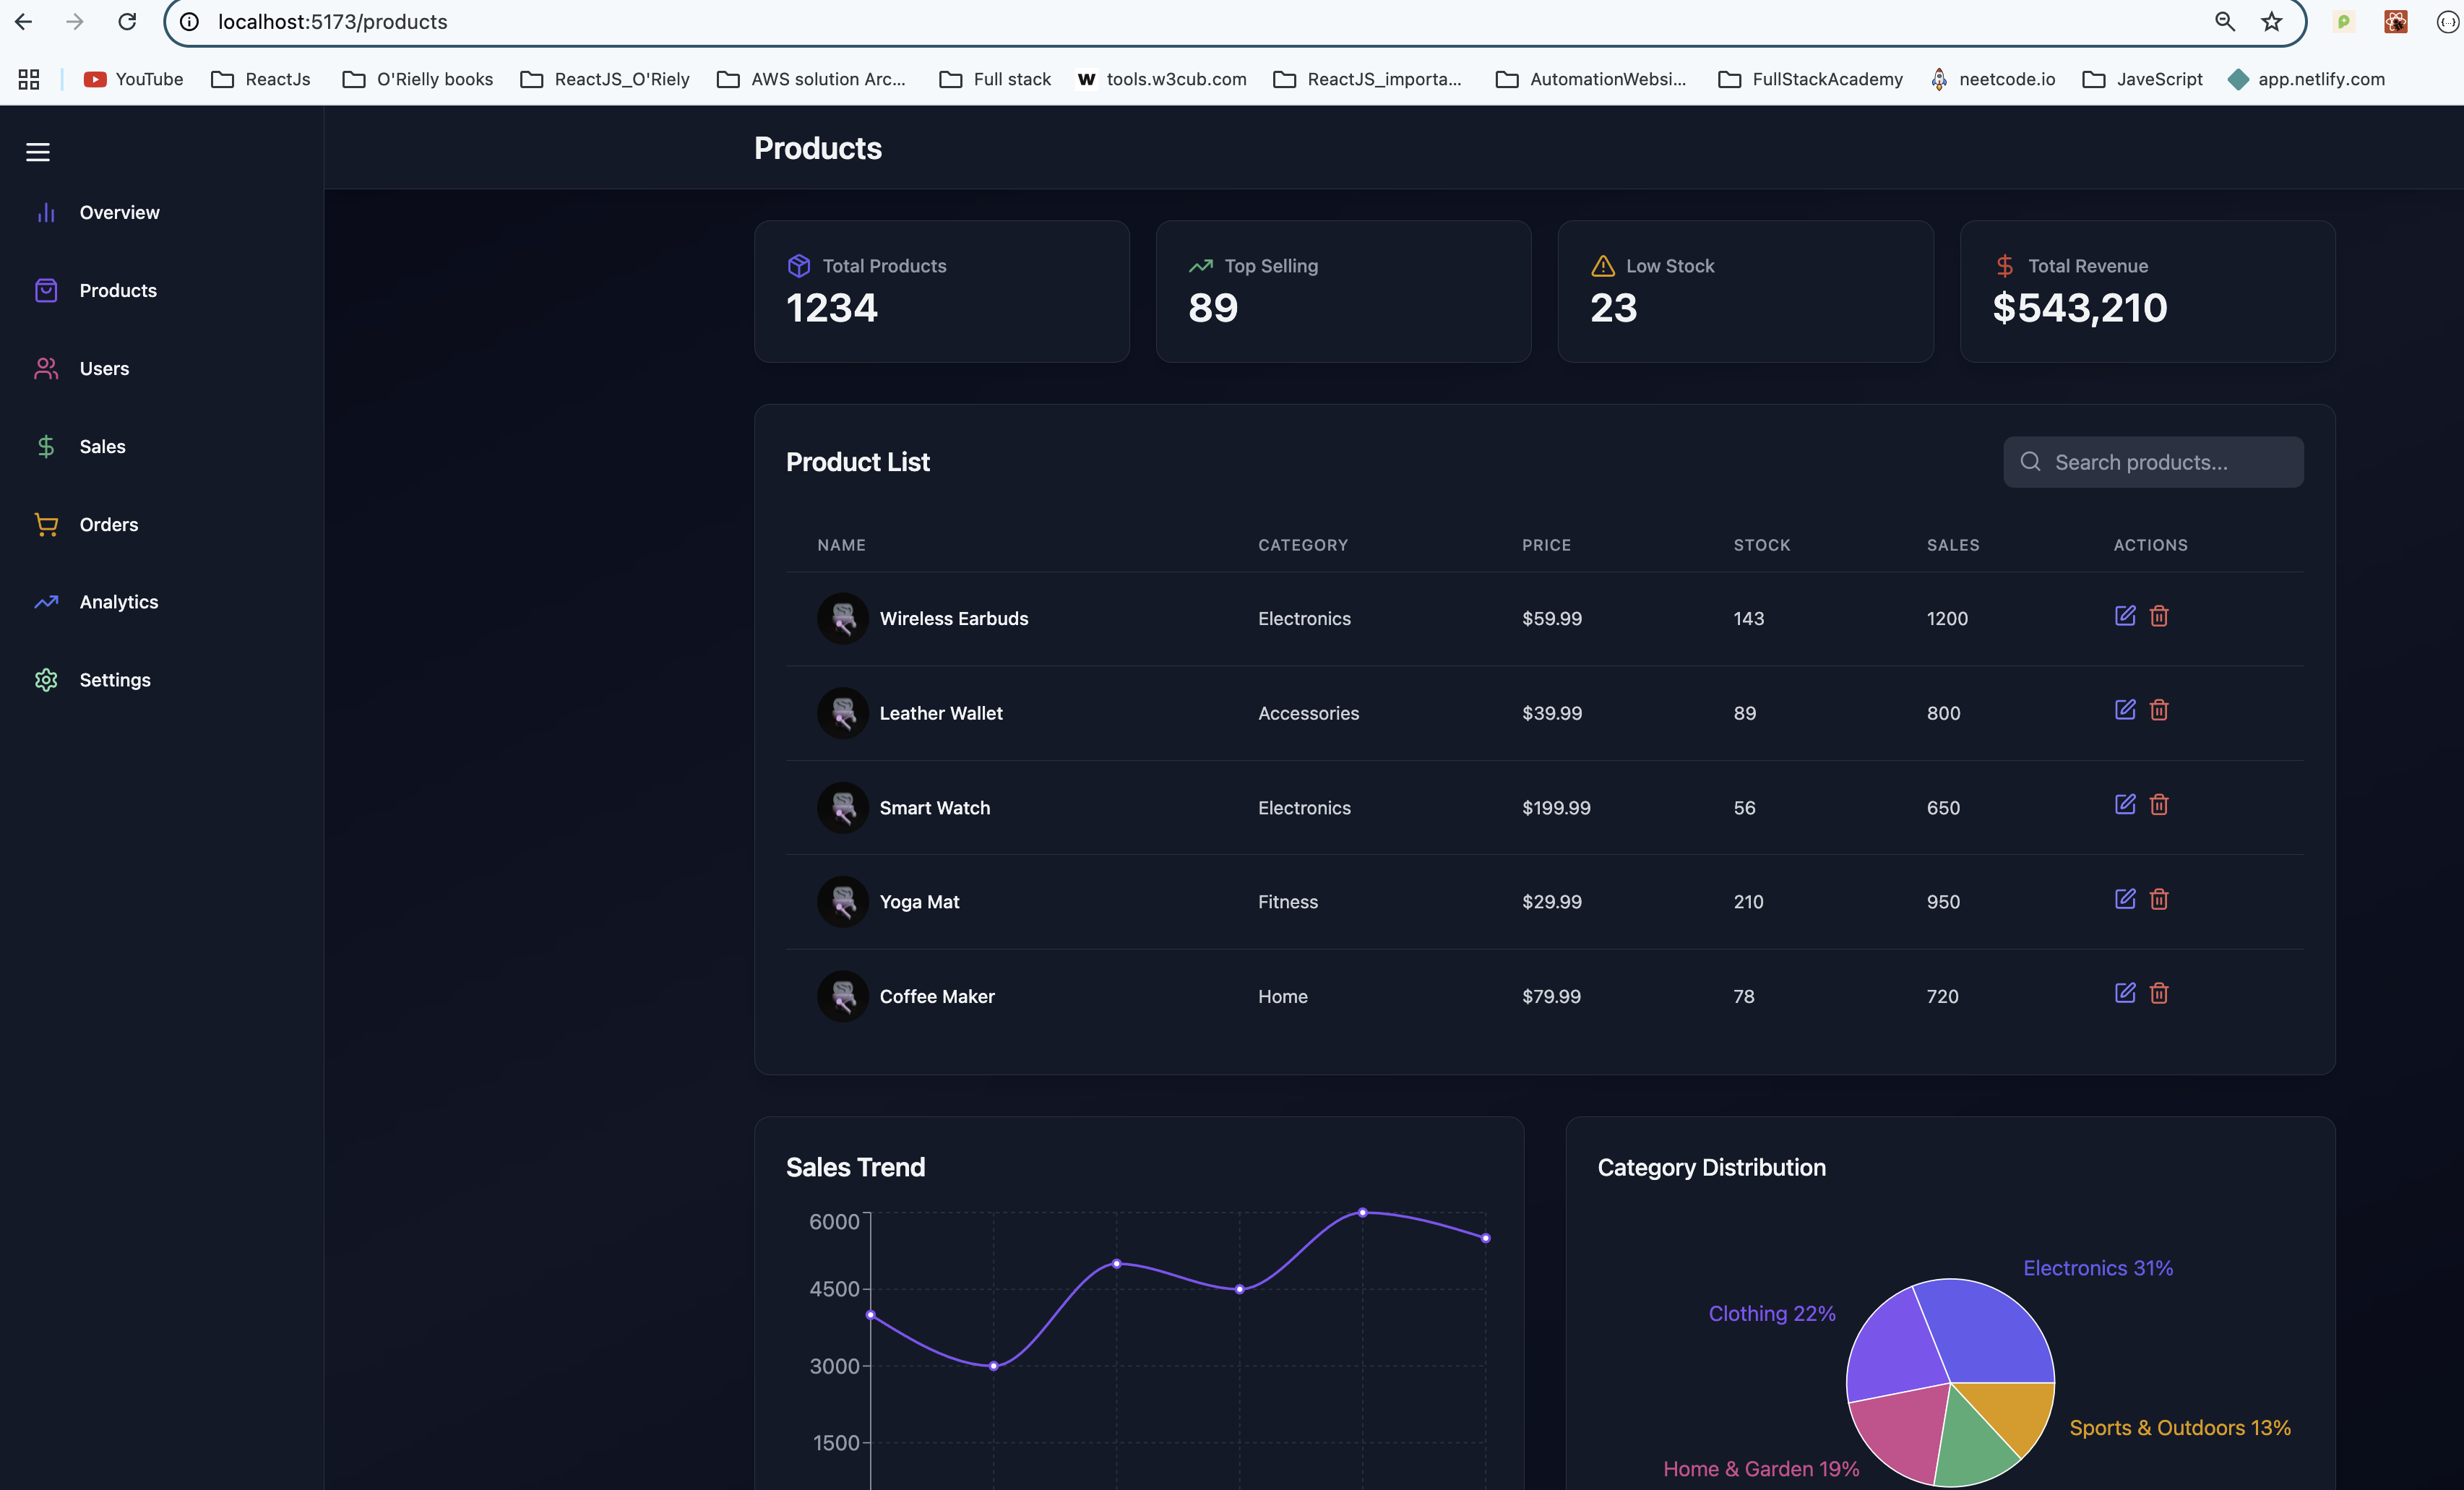 localhost:5173/products
YouTube ReactJs O'Rielly books ReactJS_O'Riely AWS solution Arc... Full stack W tools.w3cub.com ReactJS_importa... AutomationWebsi... FullStackAcademy neetcode.io JaveScript app.netlify.com
Products
Overview
Products
Users
Sales
Orders
Analytics
Settings
Total Products
1234
Top Selling
89
Low Stock
23
Total Revenue
$543,210
Product List
Search products...
NAME CATEGORY PRICE STOCK SALES ACTIONS
Wireless Earbuds Electronics $59.99 143 1200
Leather Wallet Accessories $39.99 89 800
Smart Watch Electronics $199.99 56 650
Yoga Mat Fitness $29.99 210 950
Coffee Maker Home $79.99 78 720
Sales Trend
6000
4500
3000
1500
Category Distribution
Electronics 31%
Clothing 22%
Sports & Outdoors 13%
Home & Garden 19%